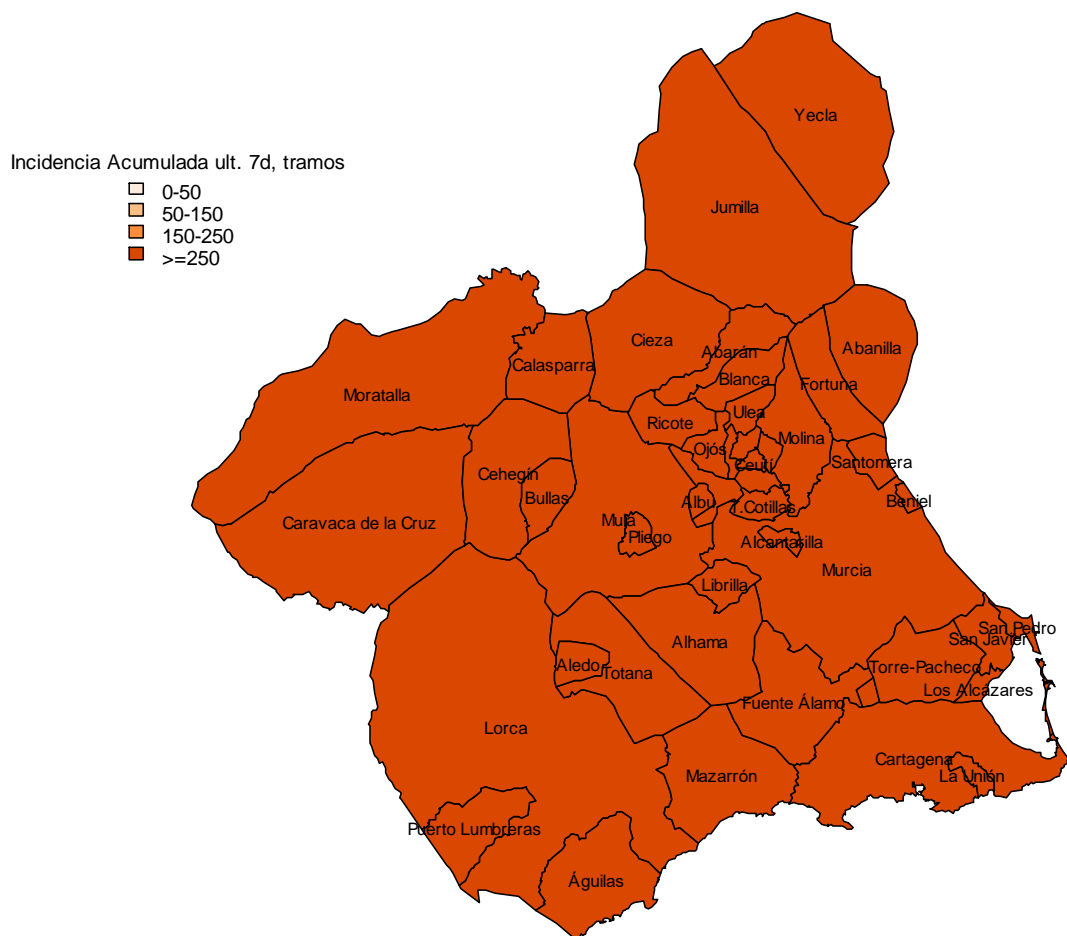 Incidencia Acumulada ult. 7d, tramos
0-50
50-150
150-250
>=250
Yecla
Jumilla
Cieza
Abarán
Abanilla
Calasparra
Blanca
Fortuna
Moratalla
Ricote
Ulea
Molina
Ojós
Ceutí
Santomera
Cehegín
Bullas
Albu
T.Cotillas
Beniel
Caravaca de la Cruz
Mula
Pliego
Alcantarilla
Murcia
Librilla
San Pedro
San Javier
Alhama
Aledo
Totana
Torre-Pacheco
Los Alcázares
Fuente Álamo
Lorca
Cartagena
Mazarrón
La Unión
Puerto Lumbreras
Águilas